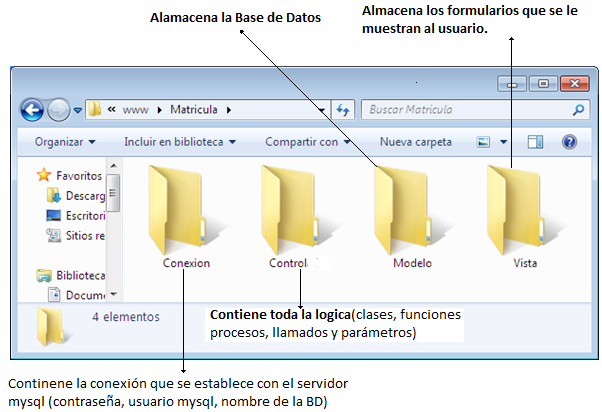 Alamacena la Base de Datos
Almacena los formularios que se le
muestran al usuario.
« www ▸ Matricula ▸
Buscar Matricula
Organizar Incluir en biblioteca Compartir con Nueva carpeta
Favoritos
Descarg
Escritori
Sitios re
Biblioteca
Docume
Conexion
Control
Modelo
Vista
4 elementos
Contiene toda la logica(clases, funciones
procesos, llamados y parámetros)
Continene la conexión que se establece con el servidor
mysql (contraseña, usuario mysql, nombre de la BD)